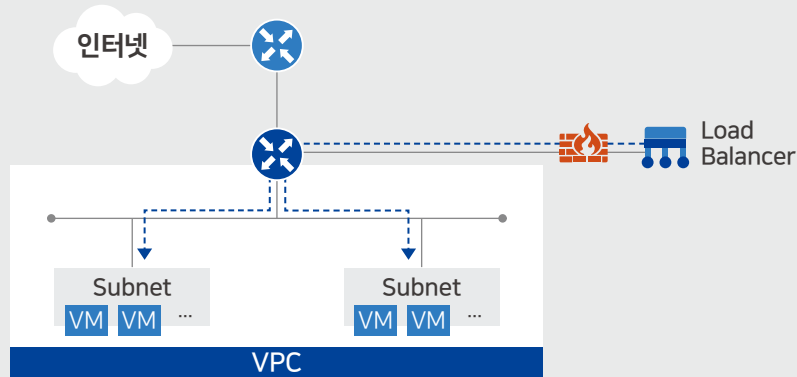 인터넷
Load
Balancer
Subnet
VM VM ...
Subnet
VM VM ...
VPC